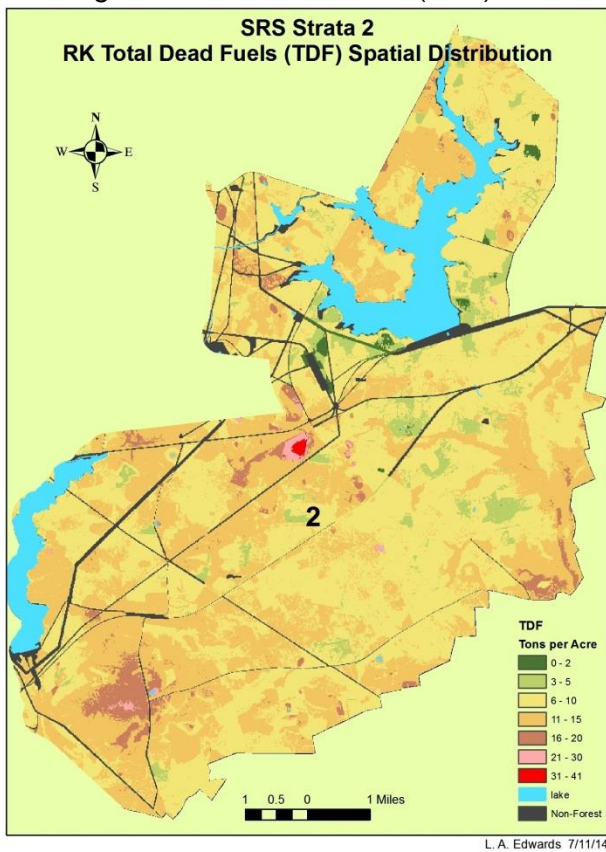 SRS Strata 2
RK Total Dead Fuels (TDF) Spatial Distribution
N
W E
S
2
TDF
Tons per Acre
0 - 2
3 - 5
6 - 10
11 - 15
16 - 20
21 - 30
31 - 41
lake
Non-Forest
1 0.5 0 1 Miles
L. A. Edwards 7/11/14